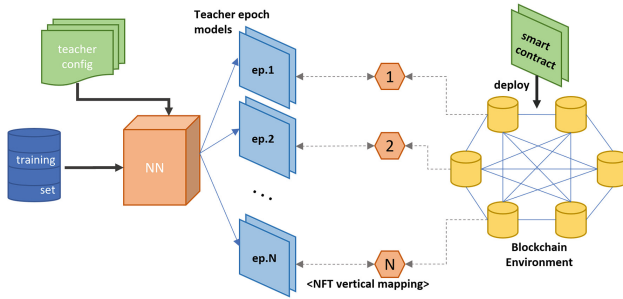 Teacher epoch
models
teacher
config
ep.1
1
smart
contract
deploy
training
set
NN
ep.2
2
...
ep.N
N
<NFT vertical mapping>
Blockchain
Environment